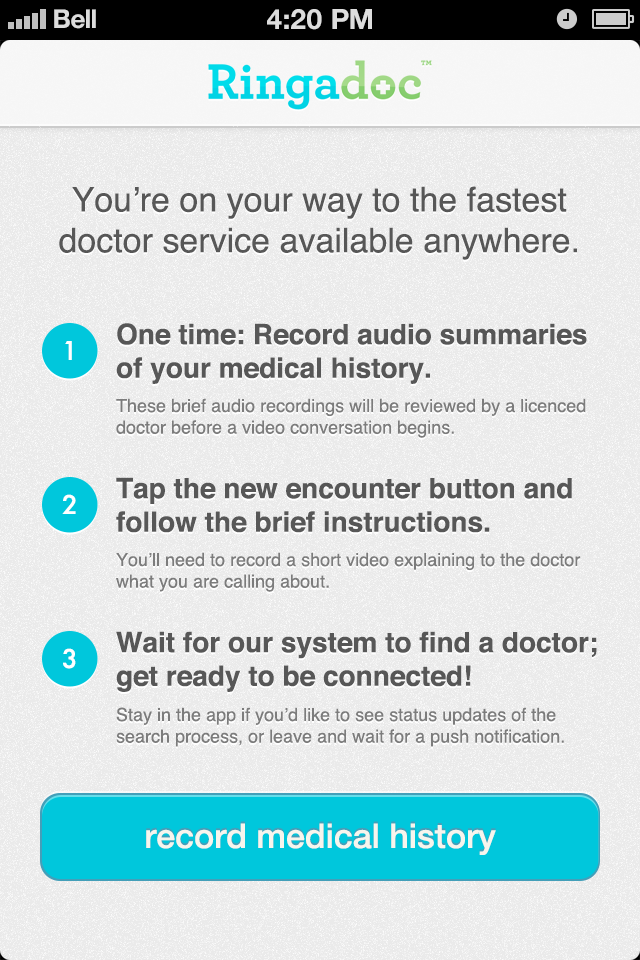 Bell 4:20 PM
Ringadoc™
You're on your way to the fastest
doctor service available anywhere.
1 One time: Record audio summaries
of your medical history.
These brief audio recordings will be reviewed by a licenced
doctor before a video conversation begins.
2 Tap the new encounter button and
follow the brief instructions.
You'll need to record a short video explaining to the doctor
what you are calling about.
3 Wait for our system to find a doctor;
get ready to be connected!
Stay in the app if you'd like to see status updates of the
search process, or leave and wait for a push notification.
record medical history